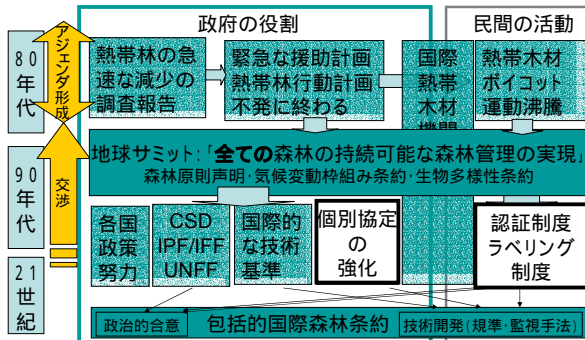 政府の役割
民間の活動
80年代
アジェンダ形成
熱帯林の急
速な減少の
調査報告
緊急な援助計画
熱帯林行動計画
不発に終わる
国際
熱帯
木材
機関
熱帯木材
ボイコット
運動沸騰
地球サミット:「全ての森林の持続可能な森林管理の実現」
森林原則声明・気候変動枠組み条約・生物多様性条約
90年代
交渉
各国
政策
努力
CSD
IPF/IFF
UNFF
国際的
な技術
基準
個別協定
の
強化
認証制度
ラベリング
制度
21世紀
政治的合意
包括的国際森林条約
技術開発(規準・監視手法)